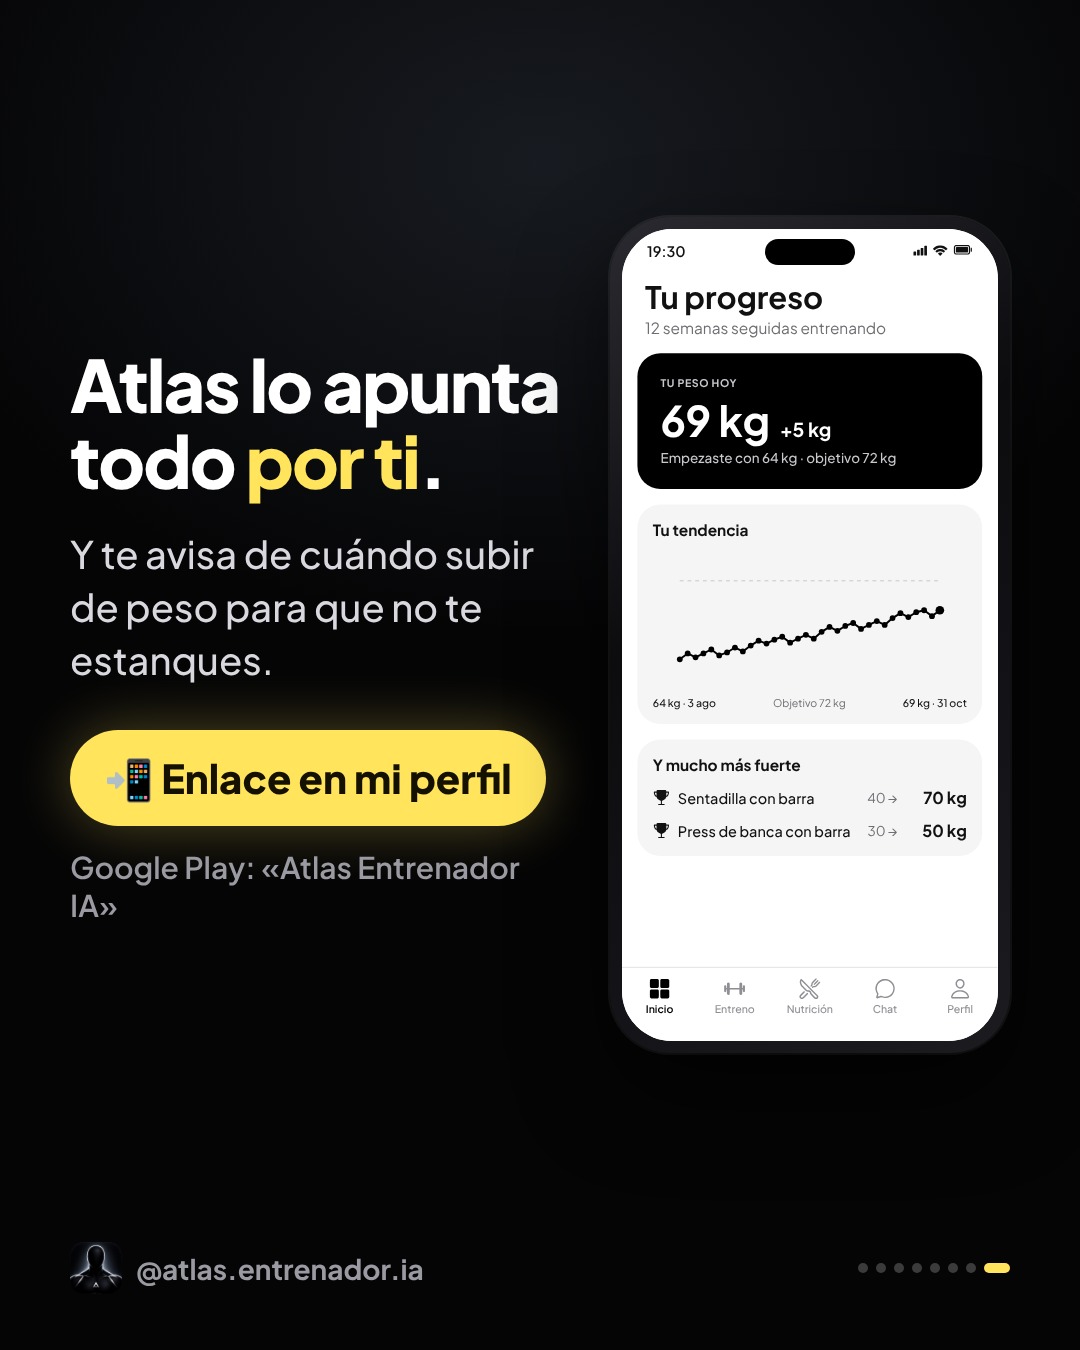 Atlas lo apunta
todo por ti.
Y te avisa de cuándo subir
de peso para que no te
estanques.
📲 Enlace en mi perfil
Google Play: «Atlas Entrenador
IA»
19:30
Tu progreso
12 semanas seguidas entrenando
TU PESO HOY
69 kg +5 kg
Empezaste con 64 kg · objetivo 72 kg
Tu tendencia
64 kg · 3 ago Objetivo 72 kg 69 kg · 31 oct
Y mucho más fuerte
Sentadilla con barra 40 → 70 kg
Press de banca con barra 30 → 50 kg
Inicio Entreno Nutrición Chat Perfil
@atlas.entrenador.ia